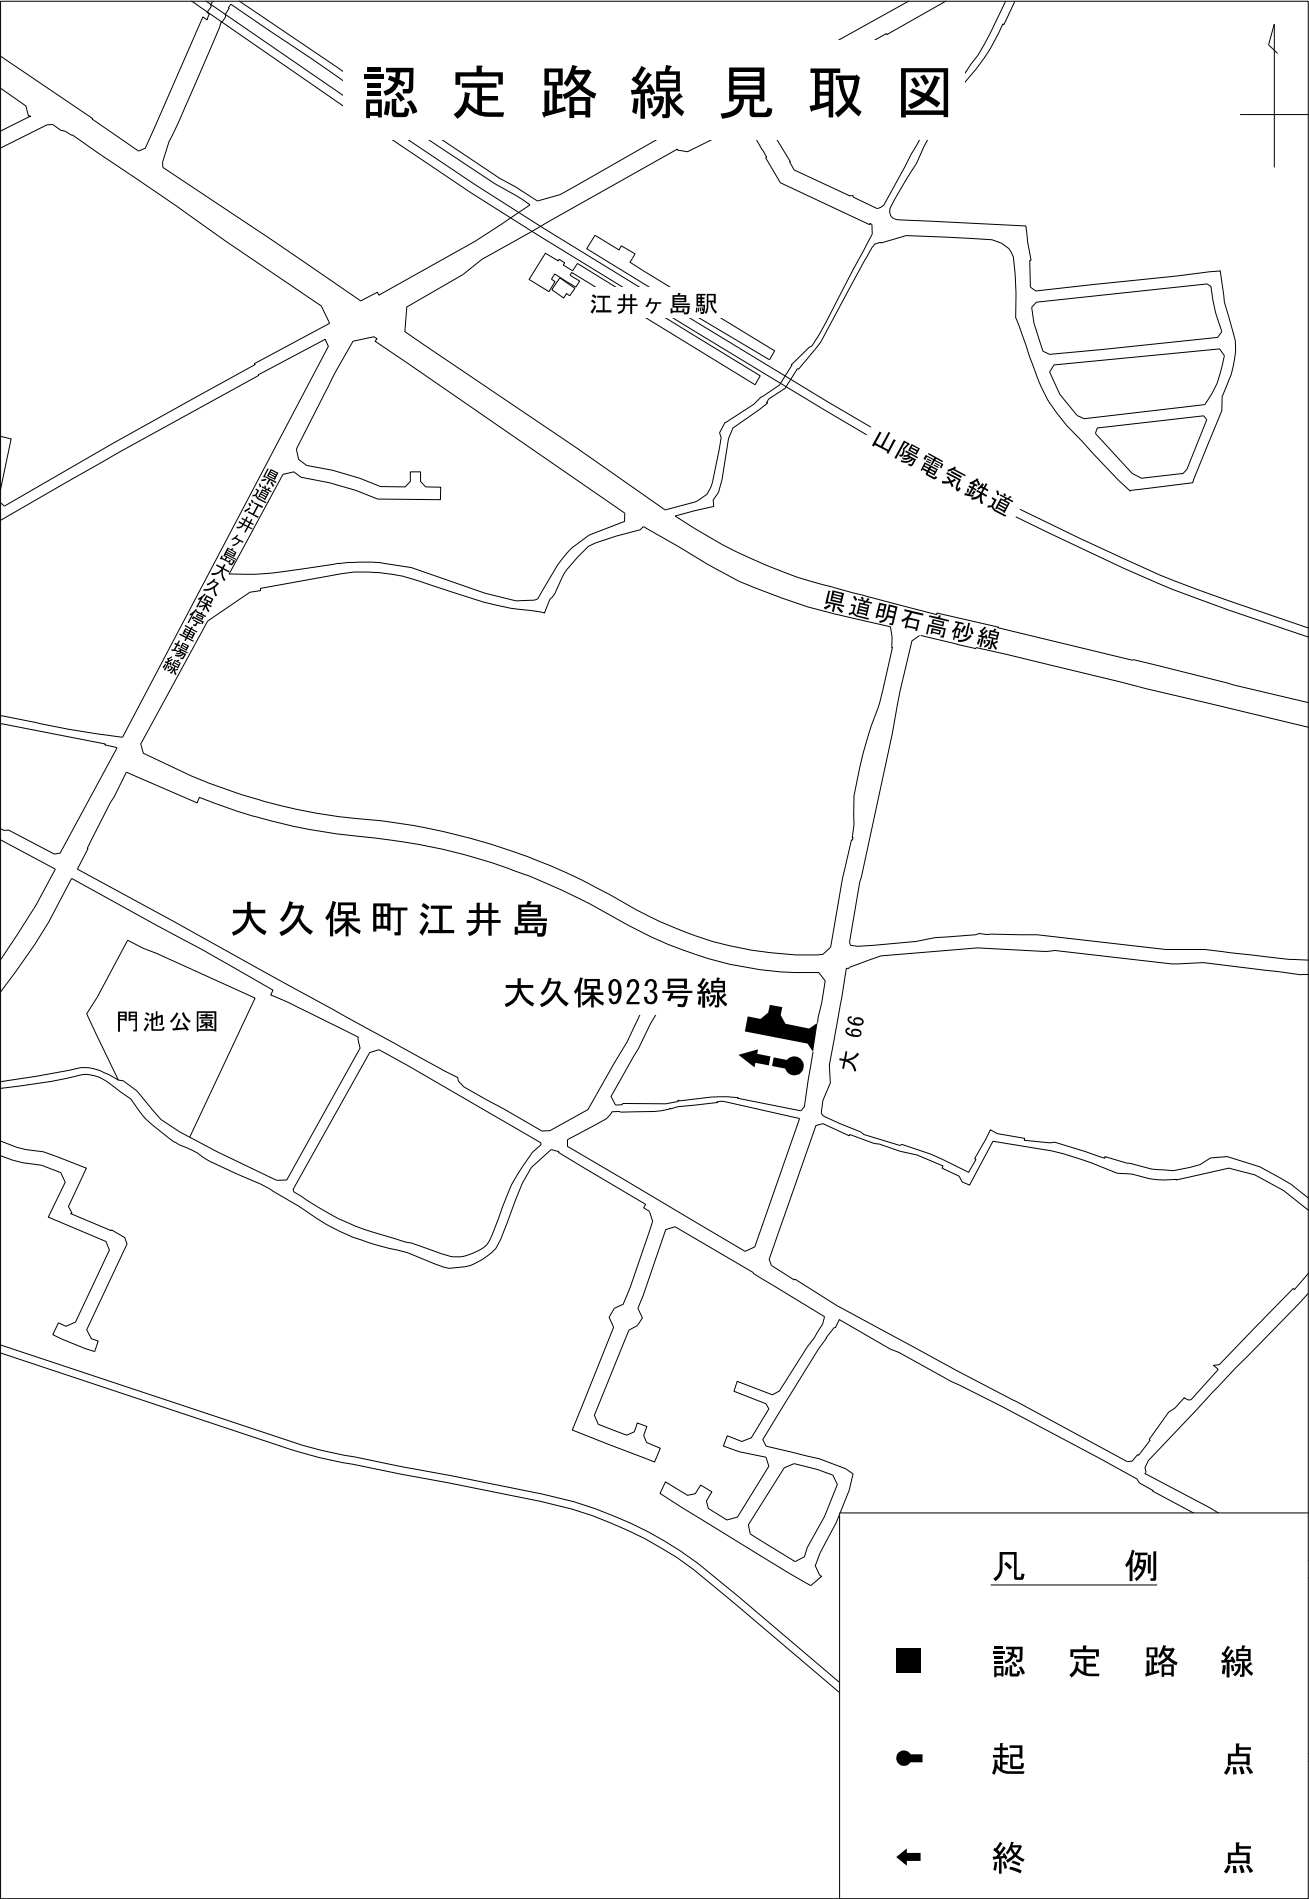 認定路線見取図
江井ヶ島駅
山陽電気鉄道
県道江井ヶ島大久保停車場線
県道明石高砂線
大久保町江井島
大久保923号線
門池公園
大 66
凡 例
認定路線
起点
終点